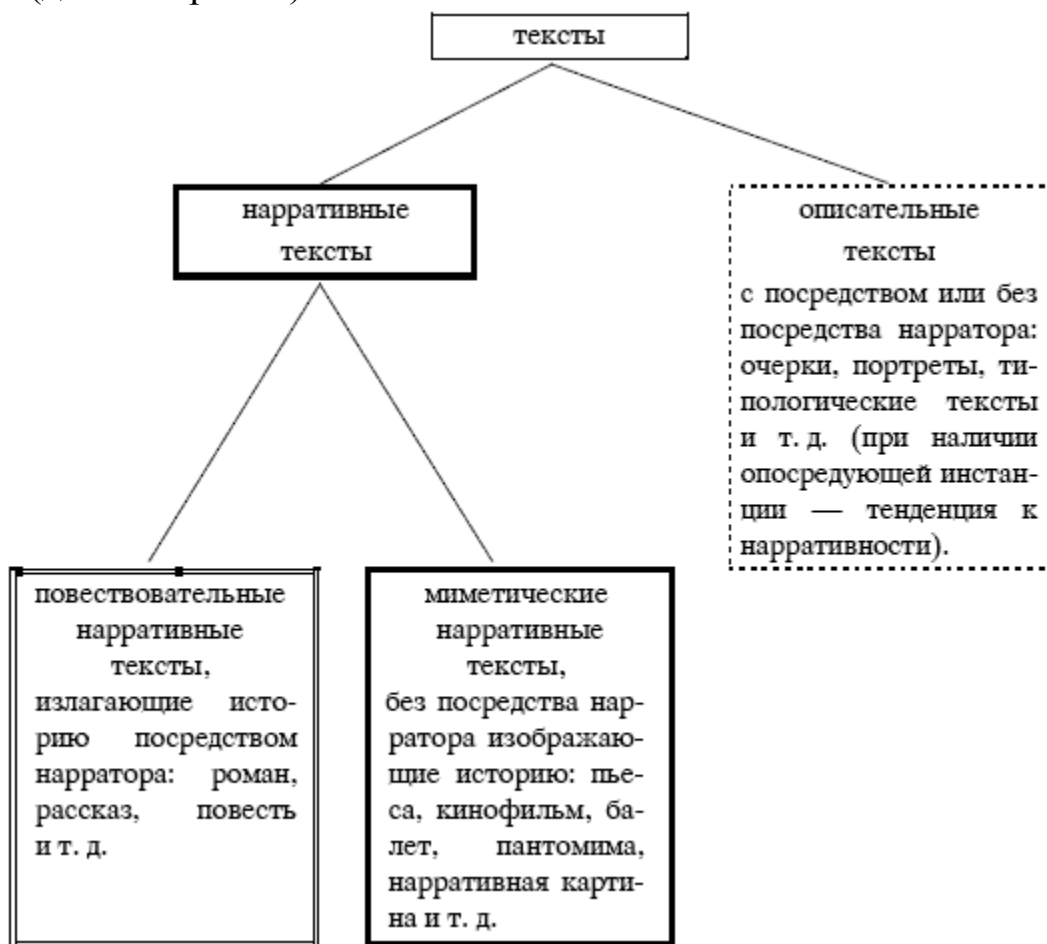 тексты
нарративные
тексты
описательные
тексты
с посредством или без
посредства нарратора:
очерки, портреты, ти-
пологические тексты
и т. д. (при наличии
опосредующей инстан-
ции — тенденция к
нарративности).
повествовательные
нарративные
тексты,
излагающие исто-
рию посредством
нарратора: роман,
рассказ, повесть
и т. д.
миметические
нарративные
тексты,
без посредства нар-
ратора изображаю-
щие историю: пье-
са, кинофильм, ба-
лет, пантомима,
нарративная карти-
на и т. д.